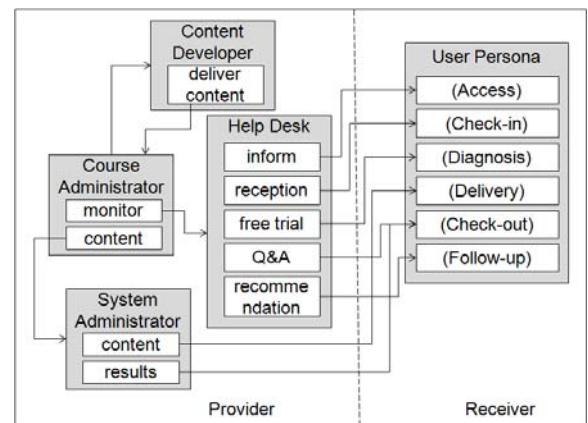 Content
Developer
deliver
content
Help Desk
inform
reception
free trial
Q&A
recomme
ndation
Course
Administrator
monitor
content
System
Administrator
content
results
Provider
User Persona
(Access)
(Check-in)
(Diagnosis)
(Delivery)
(Check-out)
(Follow-up)
Receiver